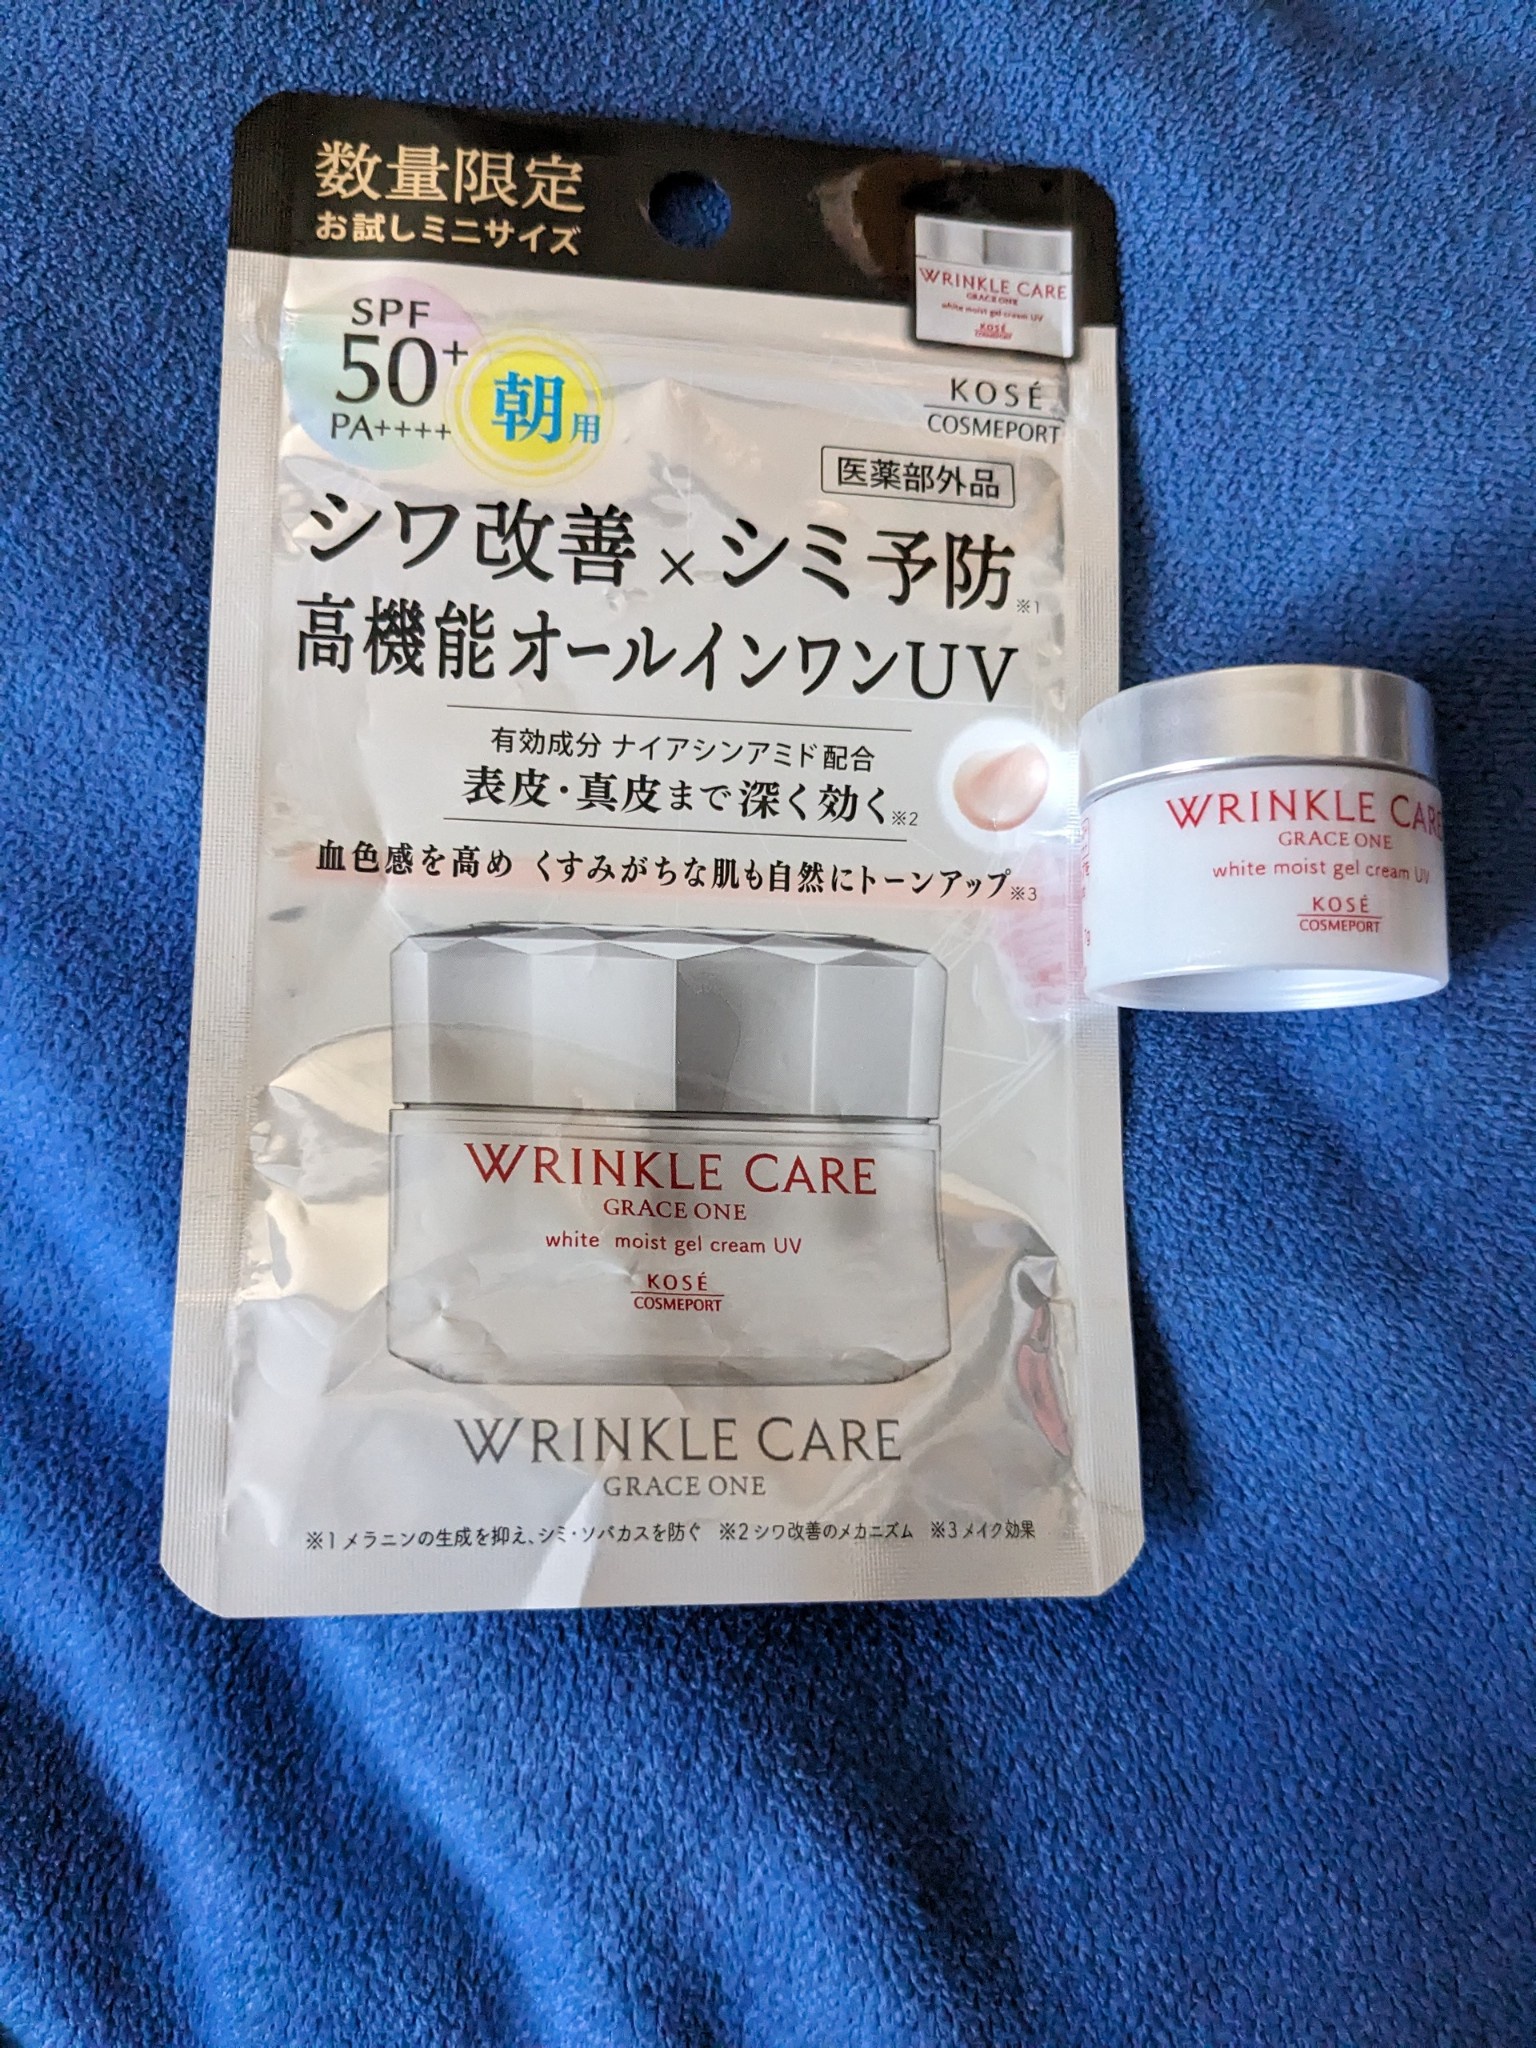 数量限定
お試しミニサイズ
WRINKLE CARE
GRACE ONE
white moist gel cream UV
KOSÉ
COSMEPORT
SPF
50+
PA++++
朝用
KOSÉ
COSMEPORT
医薬部外品
シワ改善×シミ予防※1
高機能オールインワンUV
有効成分 ナイアシンアミド配合
表皮・真皮まで深く効く※2
血色感を高め くすみがちな肌も自然にトーンアップ※3
WRINKLE CARE
GRACE ONE
white moist gel cream UV
KOSÉ
COSMEPORT
WRINKLE CARE
GRACE ONE
※1 メラニンの生成を抑え、シミ・ソバカスを防ぐ ※2 シワ改善のメカニズム ※3 メイク効果
WRINKLE CARE
GRACE ONE
white moist gel cream UV
KOSÉ
COSMEPORT